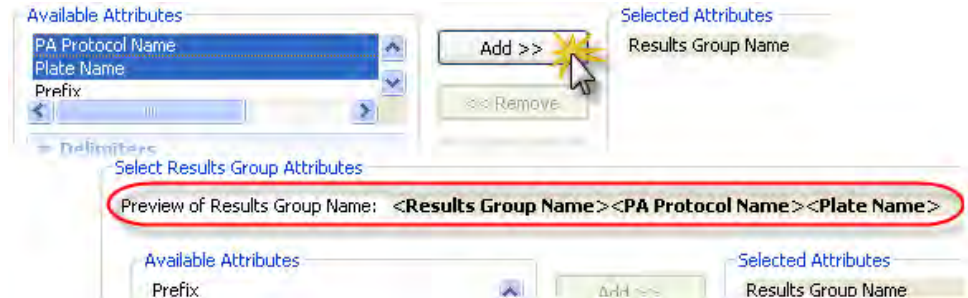 Available Attributes
Selected Attributes
PA Protocol Name
Plate Name
Prefix
Add >>
Results Group Name
<< Remove
Delimiters
Select Results Group Attributes
Preview of Results Group Name: <Results Group Name><PA Protocol Name><Plate Name>
Available Attributes
Selected Attributes
Prefix
Add >>
Results Group Name